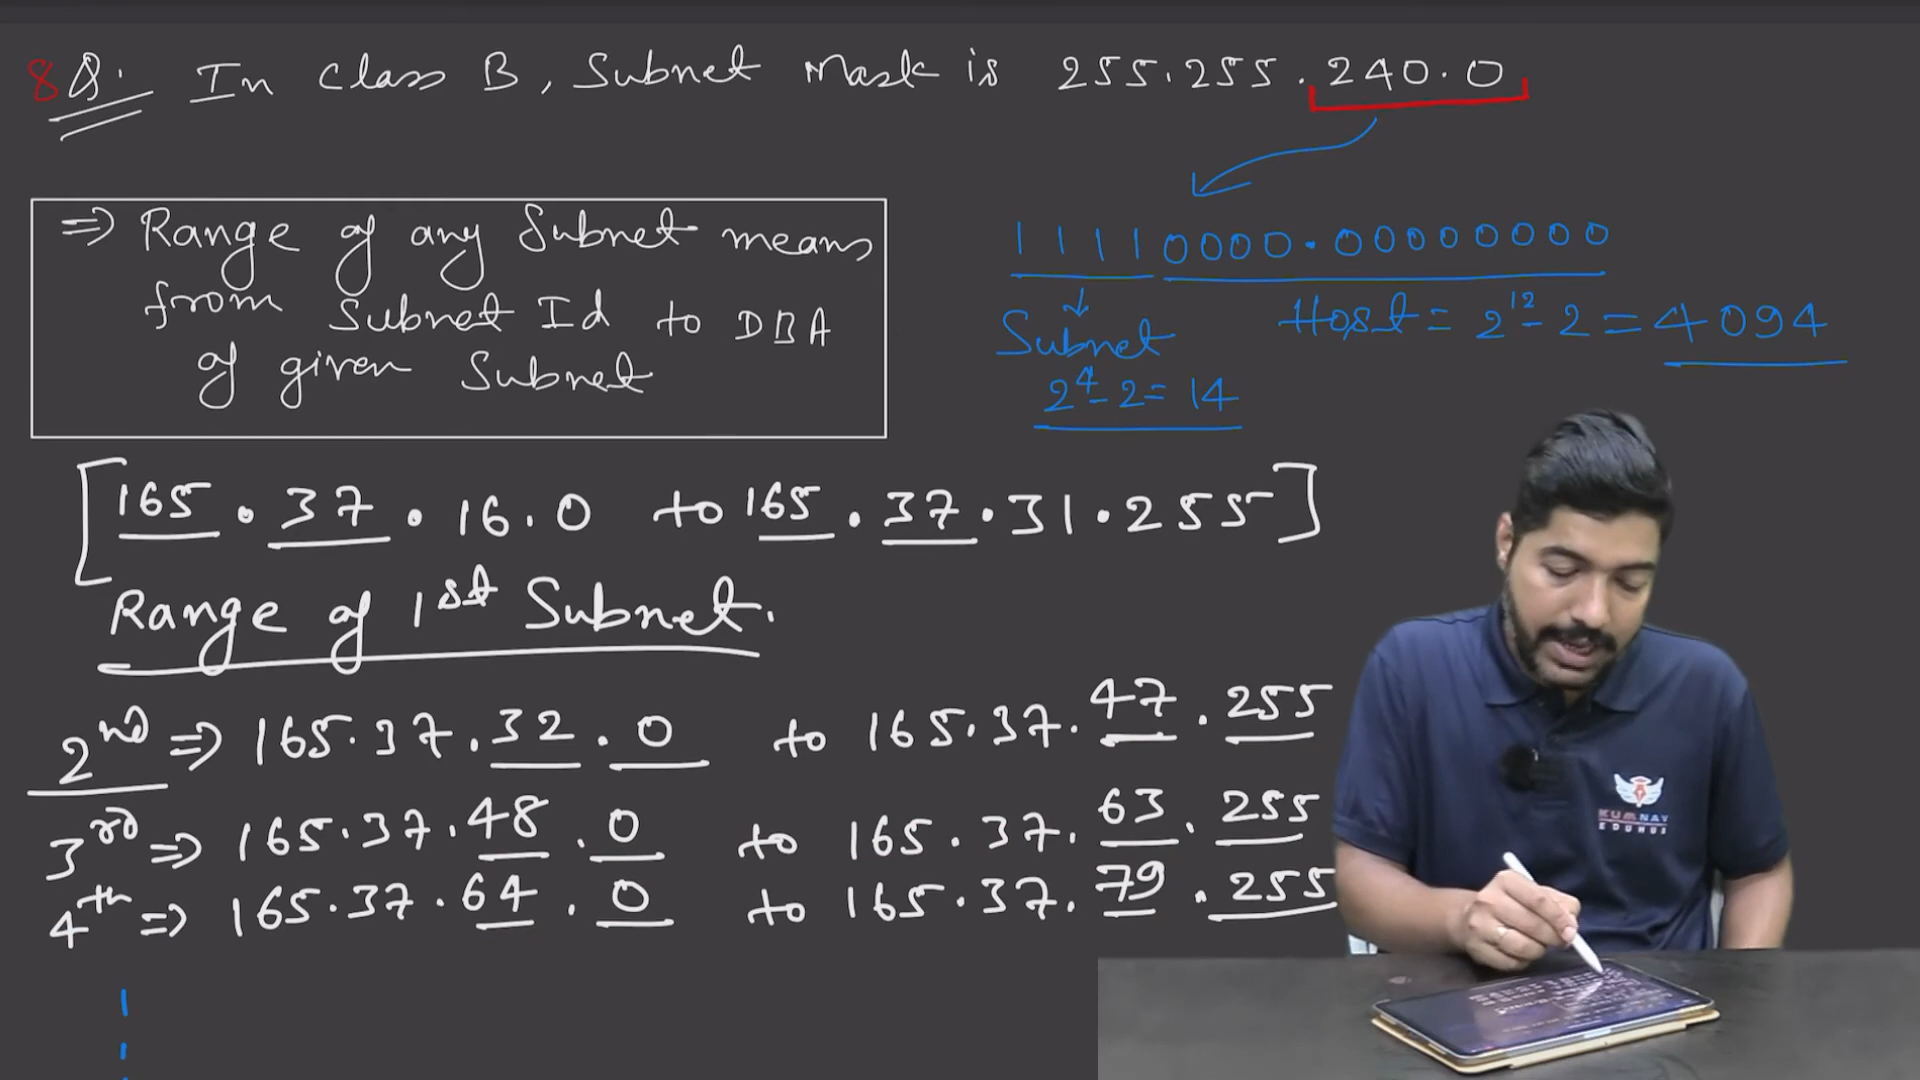 8Q. In Class B, Subnet Mask is 255.255.240.0
⇒ Range of any Subnet means
from Subnet Id to DBA
of given Subnet
11110000.00000000
Subnet
2^4-2=14
Host = 2^12-2 = 4094
[165.37.16.0 to 165.37.31.255]
Range of 1st Subnet.
2nd ⇒ 165.37.32.0 to 165.37.47.255
3rd ⇒ 165.37.48.0 to 165.37.63.255
4th ⇒ 165.37.64.0 to 165.37.79.255
KUMNAV
EDUHUB